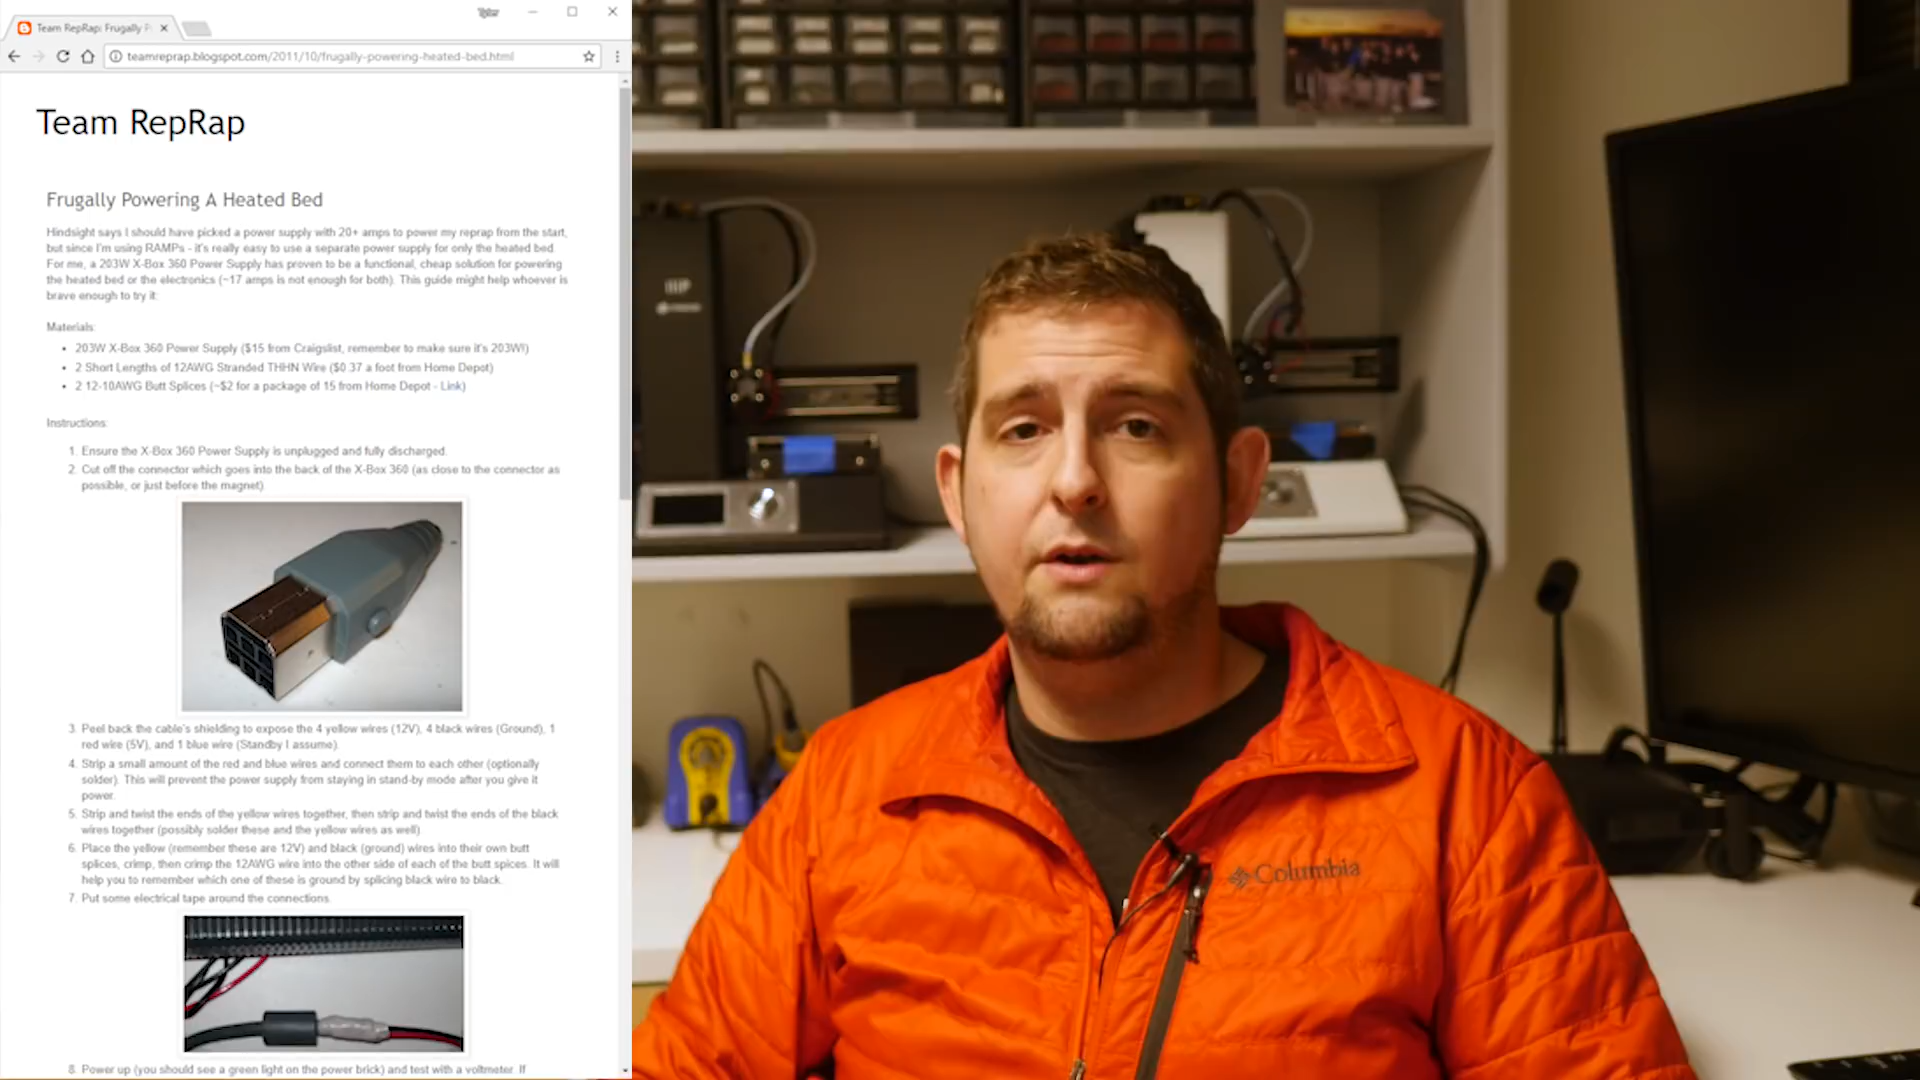 Tyler
Team RepRap: Frugally P
teamreprap.blogspot.com/2011/10/frugally-powering-heated-bed.html
Team RepRap
Frugally Powering A Heated Bed
Hindsight says I should have picked a power supply with 20+ amps to power my reprap from the start,
but since I'm using RAMPs - it's really easy to use a separate power supply for only the heated bed.
For me, a 203W X-Box 360 Power Supply has proven to be a functional, cheap solution for powering
the heated bed or the electronics (~17 amps is not enough for both). This guide might help whoever is
brave enough to try it:
Materials:
• 203W X-Box 360 Power Supply ($15 from Craigslist, remember to make sure it's 203W!)
• 2 Short Lengths of 12AWG Stranded THHN Wire ($0.37 a foot from Home Depot)
• 2 12-10AWG Butt Splices (~$2 for a package of 15 from Home Depot - Link)
Instructions:
1. Ensure the X-Box 360 Power Supply is unplugged and fully discharged.
2. Cut off the connector which goes into the back of the X-Box 360 (as close to the connector as
possible, or just before the magnet).
3. Peel back the cable's shielding to expose the 4 yellow wires (12V), 4 black wires (Ground), 1
red wire (5V), and 1 blue wire (Standby I assume).
4. Strip a small amount of the red and blue wires and connect them to each other (optionally
solder). This will prevent the power supply from staying in stand-by mode after you give it
power.
5. Strip and twist the ends of the yellow wires together, then strip and twist the ends of the black
wires together (possibly solder these and the yellow wires as well).
6. Place the yellow (remember these are 12V) and black (ground) wires into their own butt
splices, crimp, then crimp the 12AWG wire into the other side of each of the butt spices. It will
help you to remember which one of these is ground by splicing black wire to black.
7. Put some electrical tape around the connections.
8. Power up (you should see a green light on the power brick) and test with a voltmeter. If
Columbia